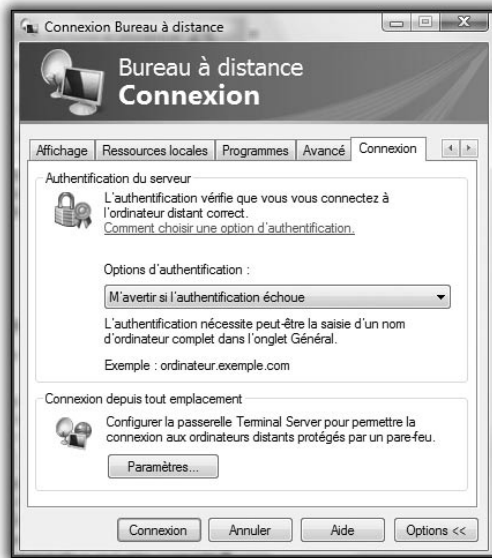 Connexion Bureau à distance
Bureau à distance
Connexion
Affichage Ressources locales Programmes Avancé Connexion
Authentification du serveur
L'authentification vérifie que vous vous connectez à
l'ordinateur distant correct.
Comment choisir une option d'authentification.
Options d'authentification :
M'avertir si l'authentification échoue
L'authentification nécessite peut-être la saisie d'un nom
d'ordinateur complet dans l'onglet Général.
Exemple : ordinateur.exemple.com
Connexion depuis tout emplacement
Configurer la passerelle Terminal Server pour permettre la
connexion aux ordinateurs distants protégés par un pare-feu.
Paramètres...
Connexion Annuler Aide Options <<